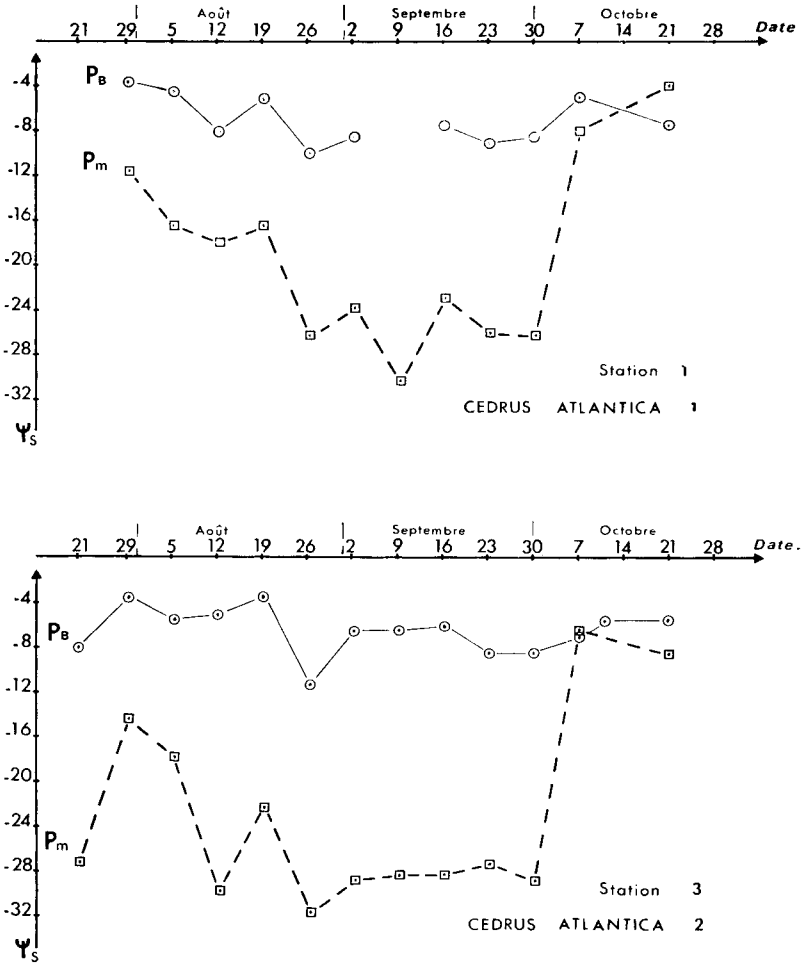 Août Septembre Octobre
21 29 5 12 19 26 2 9 16 23 30 7 14 21 28 Date
-4
PB
-8
Pm
-12
-16
-20
-24
-28
Station 1
-32
CEDRUS ATLANTICA 1
ΨS
Août Septembre Octobre
21 29 5 12 19 26 2 9 16 23 30 7 14 21 28 Date.
-4
PB
-8
-12
-16
-20
-24
Pm
-28
Station 3
-32
CEDRUS ATLANTICA 2
ΨS